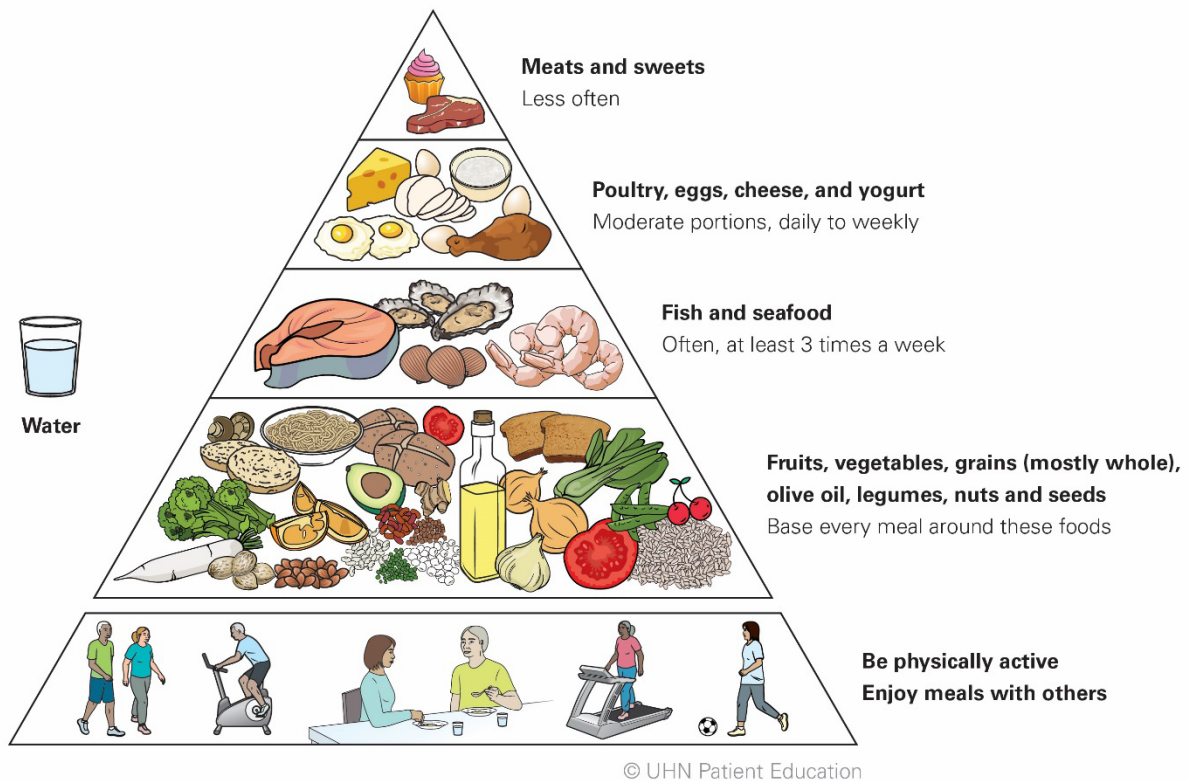 Meats and sweets
Less often
Poultry, eggs, cheese, and yogurt
Moderate portions, daily to weekly
Fish and seafood
Often, at least 3 times a week
Water
Fruits, vegetables, grains (mostly whole),
olive oil, legumes, nuts and seeds
Base every meal around these foods
Be physically active
Enjoy meals with others
© UHN Patient Education